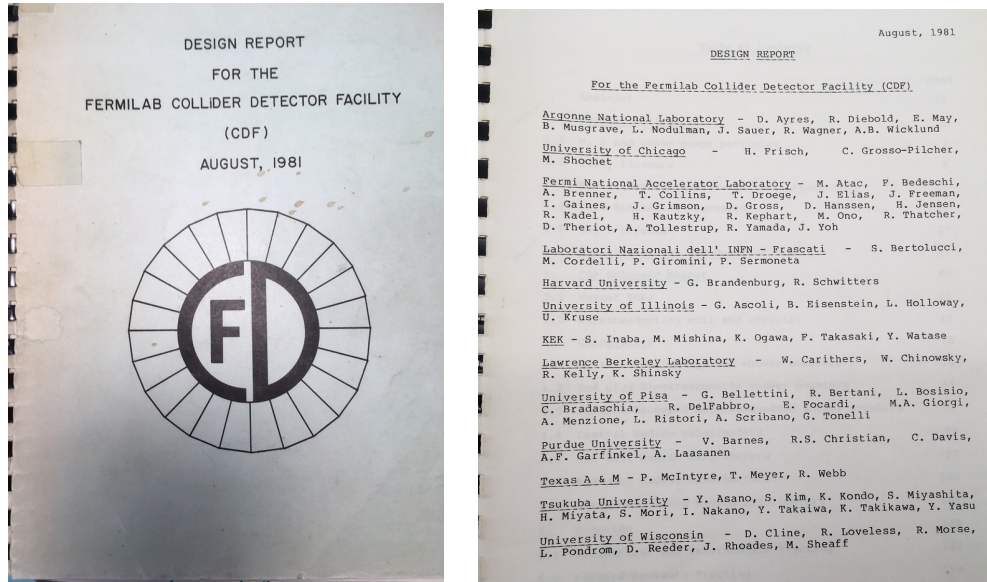 DESIGN REPORT
FOR THE
FERMILAB COLLIDER DETECTOR FACILITY
(CDF)
AUGUST, 1981
CDF
August, 1981
DESIGN REPORT
For the Fermilab Collider Detector Facility (CDF)
Argonne National Laboratory - D. Ayres, R. Diebold, E. May,
B. Musgrave, L. Nodulman, J. Sauer, R. Wagner, A.B. Wicklund
University of Chicago - H. Frisch, C. Grosso-Pilcher,
M. Shochet
Fermi National Accelerator Laboratory - M. Atac, F. Bedeschi,
A. Brenner, T. Collins, T. Droege, J. Elias, J. Freeman,
I. Gaines, J. Grimson, D. Gross, D. Hanssen, H. Jensen,
R. Kadel, H. Kautzky, R. Kephart, M. Ono, R. Thatcher,
D. Theriot, A. Tollestrup, R. Yamada, J. Yoh
Laboratori Nazionali dell' INFN - Frascati - S. Bertolucci,
M. Cordelli, P. Giromini, P. Sermoneta
Harvard University - G. Brandenburg, R. Schwitters
University of Illinois - G. Ascoli, B. Eisenstein, L. Holloway,
U. Kruse
KEK - S. Inaba, M. Mishina, K. Ogawa, F. Takasaki, Y. Watase
Lawrence Berkeley Laboratory - W. Carithers, W. Chinowsky,
R. Kelly, K. Shinsky
University of Pisa - G. Bellettini, R. Bertani, L. Bosisio,
C. Bradaschia, R. DelFabbro, E. Focardi, M.A. Giorgi,
A. Menzione, L. Ristori, A. Scribano, G. Tonelli
Purdue University - V. Barnes, R.S. Christian, C. Davis,
A.F. Garfinkel, A. Laasanen
Texas A & M - P. McIntyre, T. Meyer, R. Webb
Tsukuba University - Y. Asano, S. Kim, K. Kondo, S. Miyashita,
H. Miyata, S. Mori, I. Nakano, Y. Takaiwa, K. Takikawa, Y. Yasu
University of Wisconsin - D. Cline, R. Loveless, R. Morse,
L. Pondrom, D. Reeder, J. Rhoades, M. Sheaff